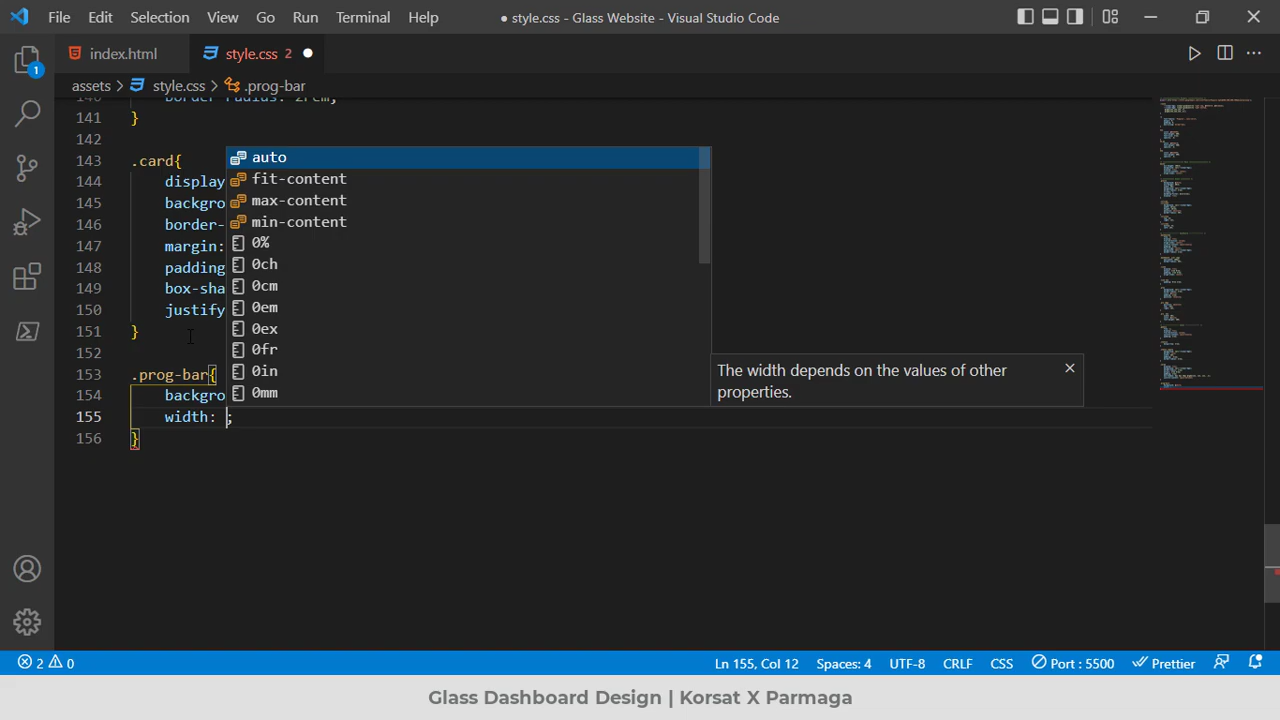 File Edit Selection View Go Run Terminal Help ● style.css - Glass Website - Visual Studio Code
index.html style.css 2 ●
assets > style.css > .prog-bar
1
141 }
142
143 .card{
144 display
145 backgro
146 border-
147 margin:
148 padding
149 box-sha
150 justify
151 }
152
153 .prog-bar{
154 backgro
155 width: ;
156 }
auto
fit-content
max-content
min-content
0%
0ch
0cm
0em
0ex
0fr
0in
0mm
The width depends on the values of other
properties.
2 0 Ln 155, Col 12 Spaces: 4 UTF-8 CRLF CSS Port : 5500 Prettier
Glass Dashboard Design | Korsat X Parmaga